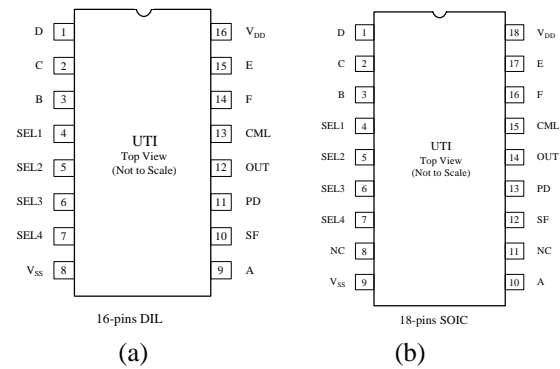 D 1 16 VDD
C 2 15 E
B 3 14 F
SEL1 4 13 CML
UTI
Top View
(Not to Scale)
SEL2 5 12 OUT
SEL3 6 11 PD
SEL4 7 10 SF
VSS 8 9 A
16-pins DIL
(a)
D 1 18 VDD
C 2 17 E
B 3 16 F
SEL1 4 15 CML
UTI
Top View
(Not to Scale)
SEL2 5 14 OUT
SEL3 6 13 PD
SEL4 7 12 SF
NC 8 11 NC
VSS 9 10 A
18-pins SOIC
(b)